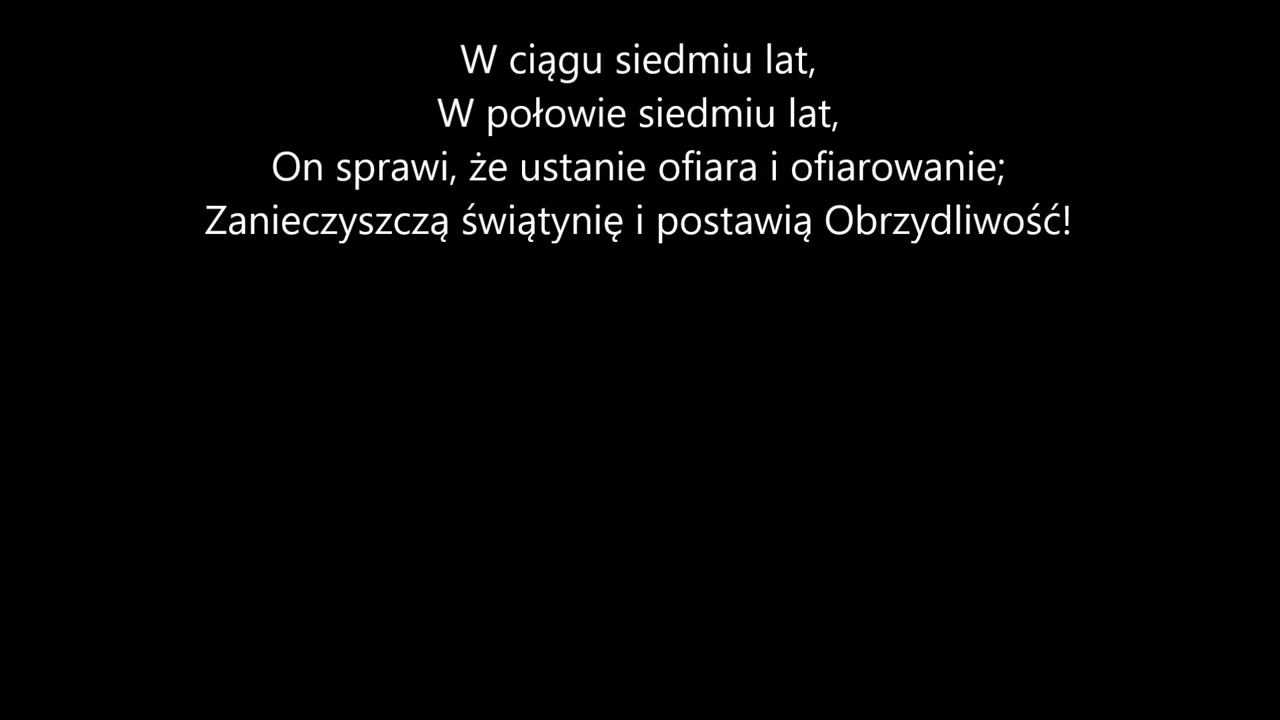 W ciągu siedmiu lat,
W połowie siedmiu lat,
On sprawi, że ustanie ofiara i ofiarowanie;
Zanieczyszczą świątynię i postawią Obrzydliwość!